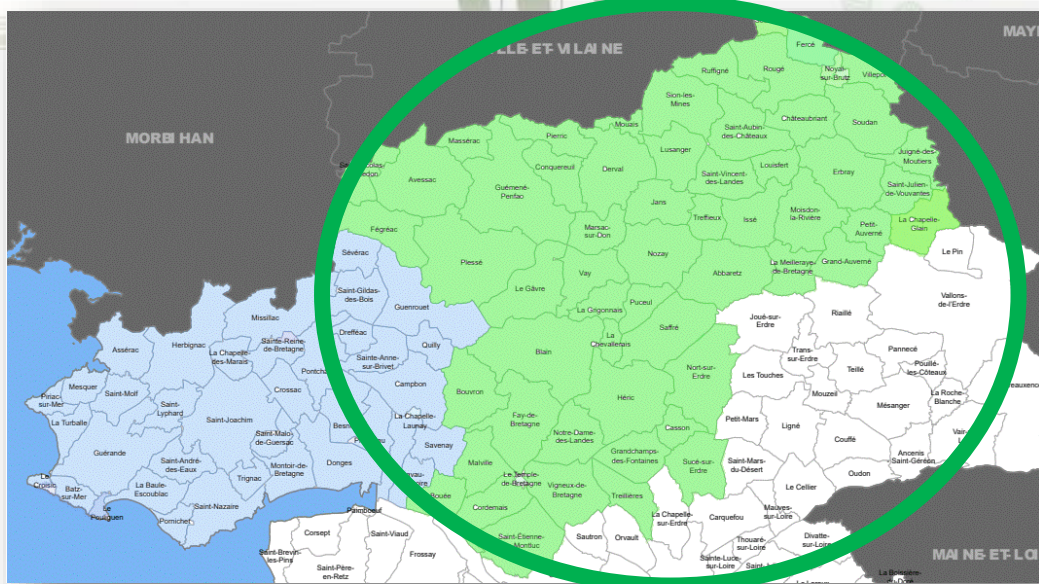 LLE-ET-VILAINE
MAY
MORBIHAN
Fercé
Rougé
Ruffigné
Noyal-
sur-Brutz
Villepot
Sion-les-
Mines
Châteaubriant
Soudan
Mouais
Saint-Aubin-
des-Châteaux
Massérac
Pierric
Lusanger
Juigné-des-
Moutiers
Avessac
Conquereuil
Derval
Louisfert
Erbray
Saint-Vincent-
des-Landes
Saint-Julien-
de-Vouvantes
Guémené-
Penfao
Jans
Treffieux
Issé
Moisdon-
la-Rivière
La Chapelle-
Glain
Petit-
Auverné
Fégréac
Marsac-
sur-Don
Sévérac
Nozay
Le Pin
Plessé
La Meilleraye-
de-Bretagne
Grand-Auverné
Vay
Abbaretz
Saint-Gildas-
des-Bois
Le Gâvre
Vallons-
de-l'Erdre
Guenrouet
Puceul
La Grigonnais
Missillac
Joué-sur-
Erdre
Riaillé
Drefféac
Saffré
Herbignac
Sainte-Reine-
de-Bretagne
Quilly
La
Chevallerais
Assérac
La Chapelle-
des-Marais
Blain
Trans-
sur-Erdre
Pannecé
Sainte-Anne-
sur-Brivet
Pouillé-
les-Côteaux
Nort-sur-
Erdre
Teillé
Les Touches
Pontch
Mesquer
Saint-Molf
Crossac
Campbon
Bouvron
Mouzeil
La Roche-
Blanche
Piriac-
sur-Mer
Héric
Mésanger
Saint-
Lyphard
La Turballe
Saint-Joachim
La Chapelle-
Launay
Fay-de-
Bretagne
Petit-Mars
Ligné
Casson
Saint-Malo-
de-Guersac
Savenay
Notre-Dame-
des-Landes
Couffé
Guérande
Grandchamps-
des-Fontaines
Ancenis
Saint-Géréon
Saint-André-
des-Eaux
Montoir-de-
Bretagne
Donges
Malville
Sucé-sur-
Erdre
Saint-Mars-
du-Désert
Oudon
Le
Croisic
Batz-
sur-Mer
La Baule-
Escoublac
Trignac
Le Temple-
de-Bretagne
Vigneux-de-
Bretagne
Treillières
Le Cellier
Bouée
Cordemais
Le
Pouliguen
Pornichet
Saint-Nazaire
Paimboeuf
La Chapelle-
sur-Erdre
Carquefou
Mauves-
sur-Loire
Corsept
Saint-Viaud
Saint-Étienne-
de-Montluc
Sautron
Orvault
Thouaré-
sur-Loire
Divatte-
sur-Loire
Saint-Brevin-
les-Pins
Frossay
Sainte-Luce-
sur-Loire
MAINE-ET-LOI
Saint-Père-
en-Retz
La Boissière-
du-Doré